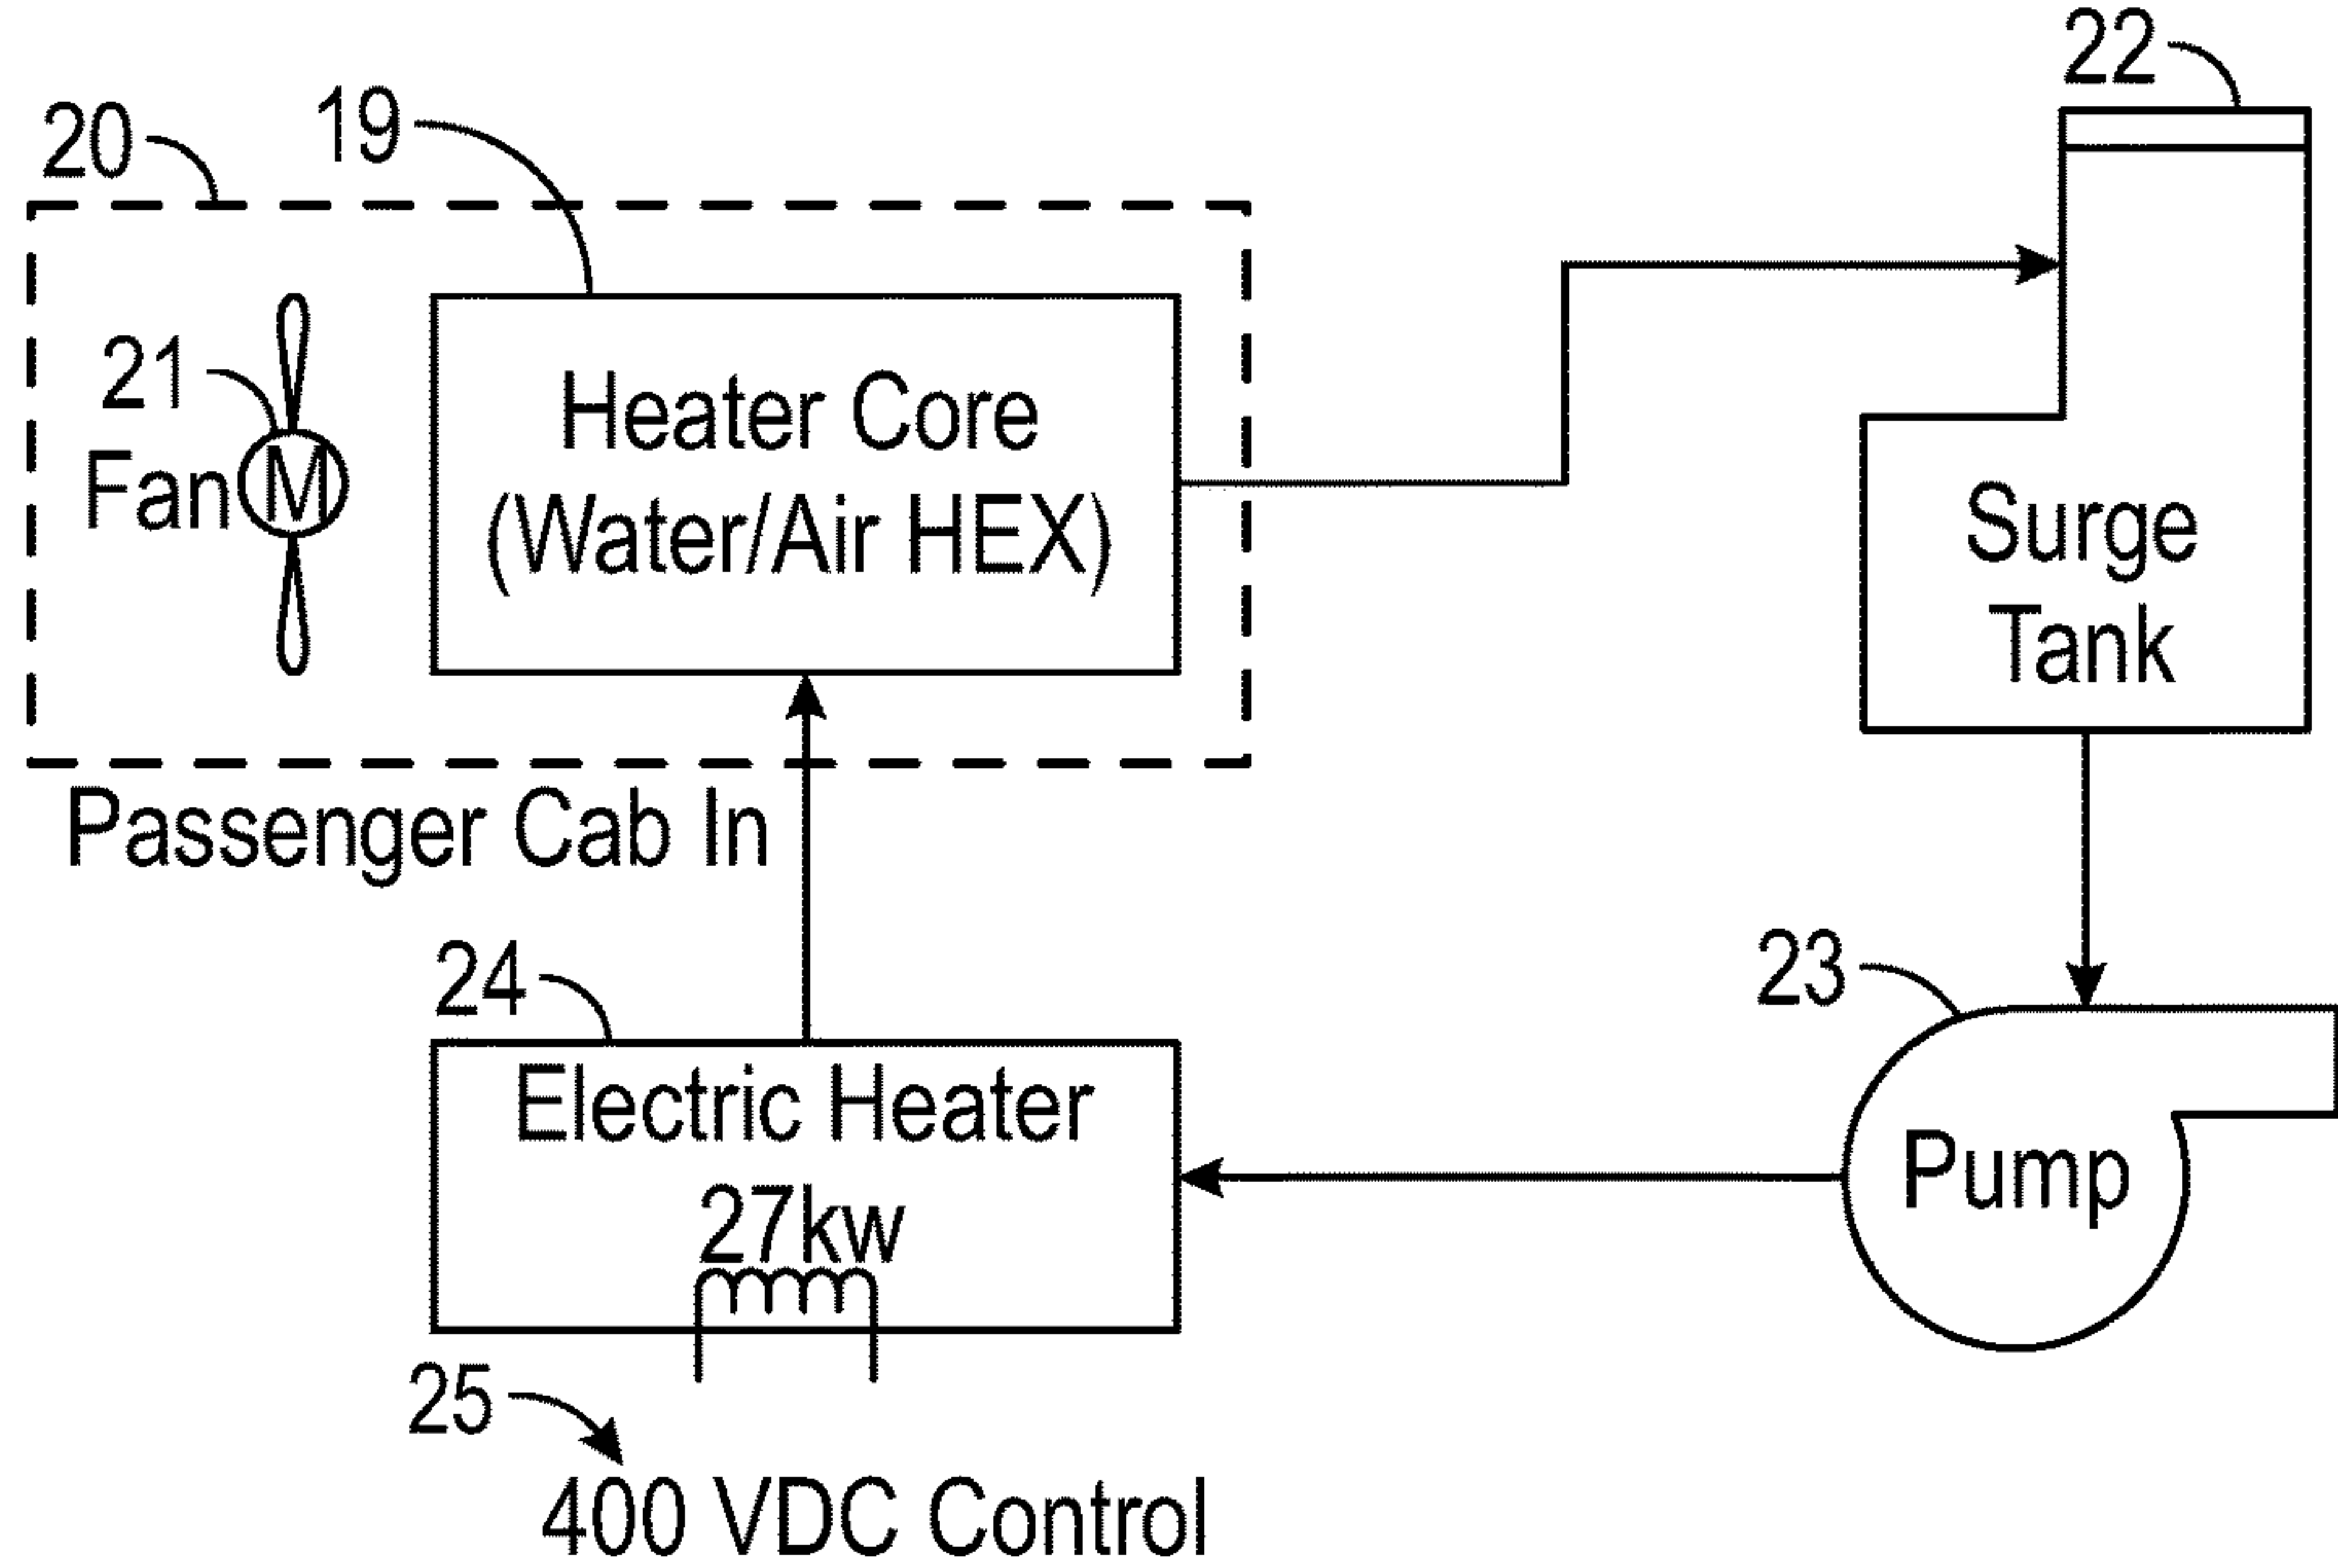 22
19
20
21
Fan
M
Heater Core
(Water/Air HEX)
Surge
Tank
Passenger Cab In
24
23
Electric Heater
27kw
Pump
25
400 VDC Control